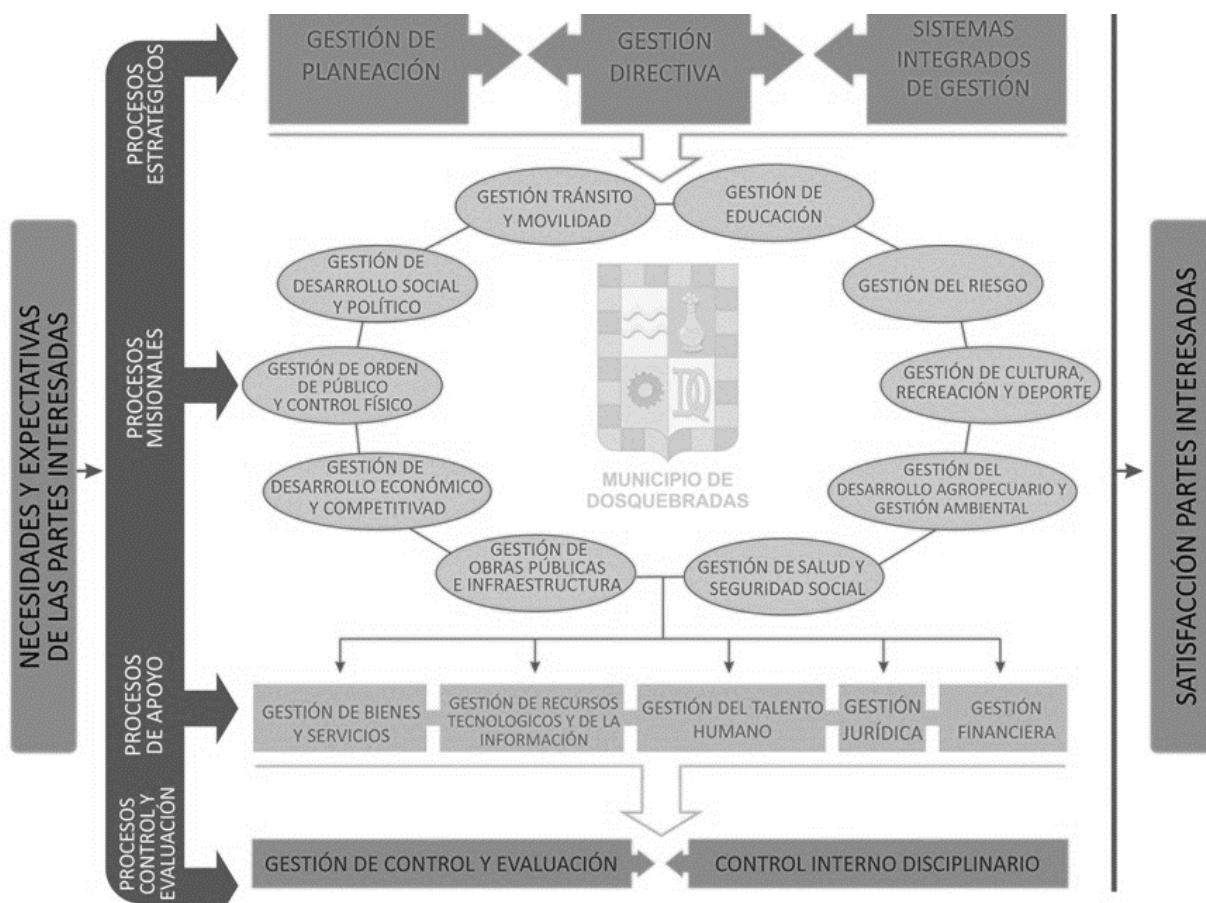 NECESIDADES Y EXPECTATIVAS
DE LAS PARTES INTERESADAS
PROCESOS
ESTRATÉGICOS
GESTIÓN DE
PLANEACIÓN
GESTIÓN
DIRECTIVA
SISTEMAS
INTEGRADOS
DE GESTIÓN
PROCESOS
MISIONALES
GESTIÓN TRÁNSITO
Y MOVILIDAD
GESTIÓN DE
EDUCACIÓN
GESTIÓN DE
DESARROLLO SOCIAL
Y POLÍTICO
GESTIÓN DEL RIESGO
GESTIÓN DE ORDEN
DE PÚBLICO
Y CONTROL FÍSICO
GESTIÓN DE CULTURA,
RECREACIÓN Y DEPORTE
GESTIÓN DE
DESARROLLO ECONÓMICO
Y COMPETITIVAD
GESTIÓN DEL
DESARROLLO AGROPECUARIO Y
GESTIÓN AMBIENTAL
GESTIÓN DE
OBRAS PÚBLICAS
E INFRAESTRUCTURA
GESTIÓN DE SALUD Y
SEGURIDAD SOCIAL
MUNICIPIO DE
DOSQUEBRADAS
PROCESOS
DE APOYO
GESTIÓN DE BIENES
Y SERVICIOS
GESTIÓN DE RECURSOS
TECNOLOGICOS Y DE LA
INFORMACIÓN
GESTIÓN DEL TALENTO
HUMANO
GESTIÓN
JURÍDICA
GESTIÓN
FINANCIERA
PROCESOS
CONTROL Y
EVALUACIÓN
GESTIÓN DE CONTROL Y EVALUACIÓN
CONTROL INTERNO DISCIPLINARIO
SATISFACCIÓN PARTES INTERESADAS